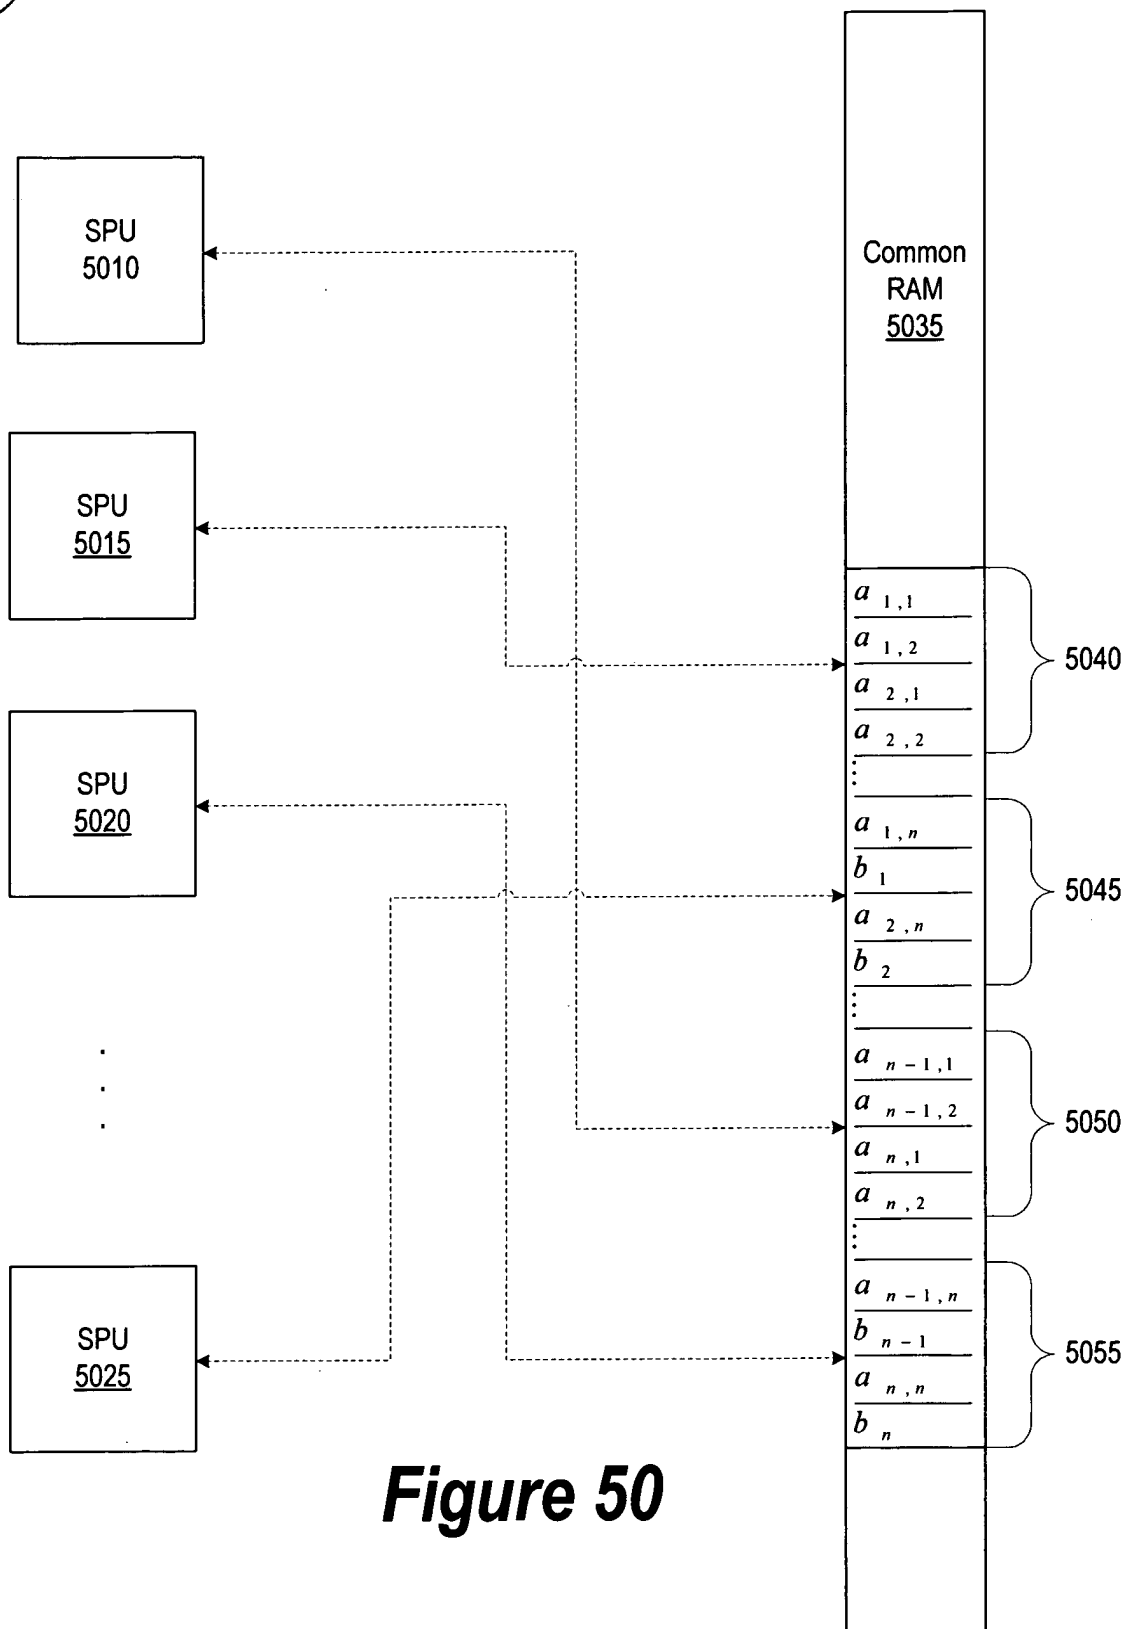 SPU
5010
SPU
5015
SPU
5020
.
.
.
SPU
5025
Common
RAM
5035
a 1,1
a 1,2
a 2,1
a 2,2
⋮
a 1,n
b 1
a 2,n
b 2
⋮
a n-1,1
a n-1,2
a n,1
a n,2
⋮
a n-1,n
b n-1
a n,n
b n
5040
5045
5050
5055
Figure 50